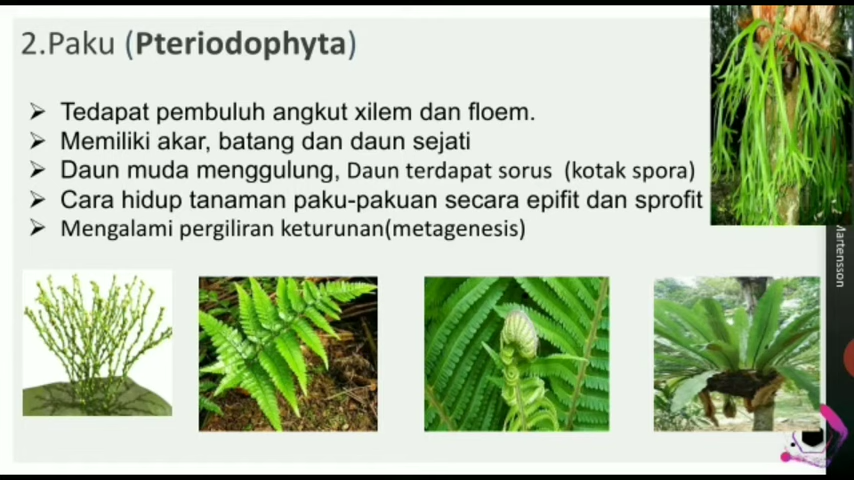 2.Paku (Pteriodophyta)
➢ Tedapat pembuluh angkut xilem dan floem.
➢ Memiliki akar, batang dan daun sejati
➢ Daun muda menggulung, Daun terdapat sorus (kotak spora)
➢ Cara hidup tanaman paku-pakuan secara epifit dan sprofit
➢ Mengalami pergiliran keturunan(metagenesis)
Martensson